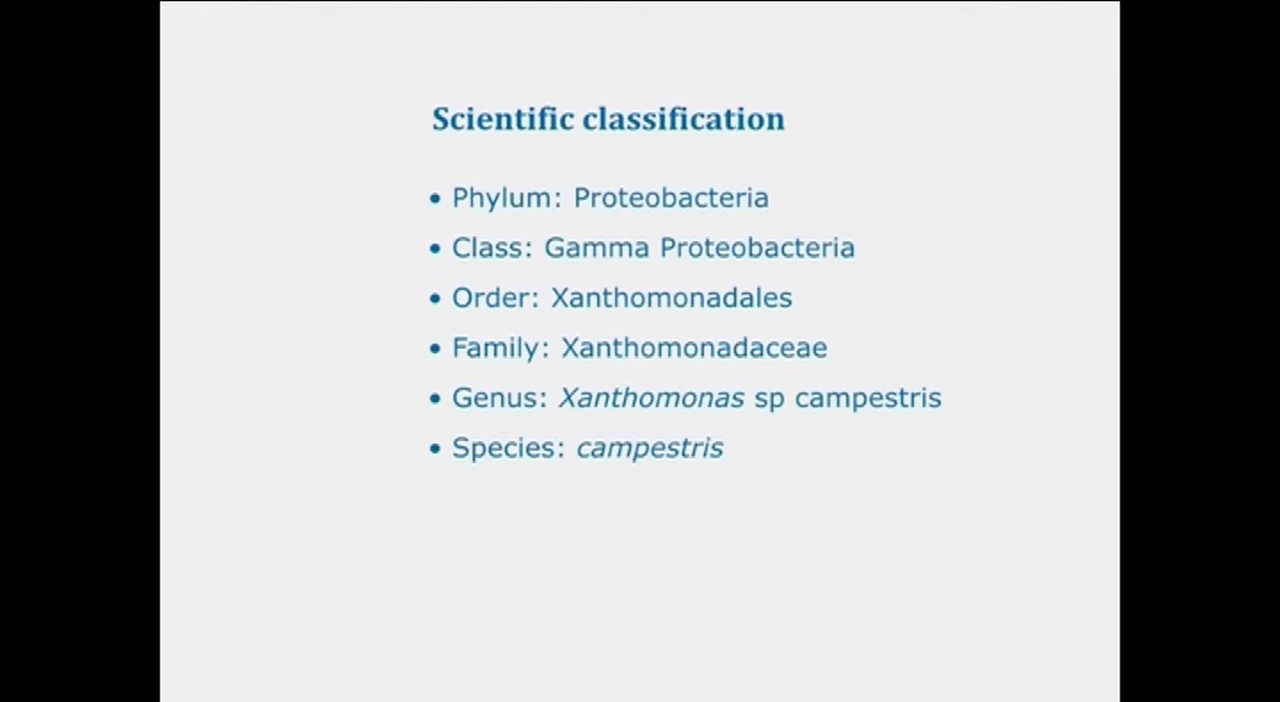 Scientific classification
• Phylum: Proteobacteria
• Class: Gamma Proteobacteria
• Order: Xanthomonadales
• Family: Xanthomonadaceae
• Genus: Xanthomonas sp campestris
• Species: campestris